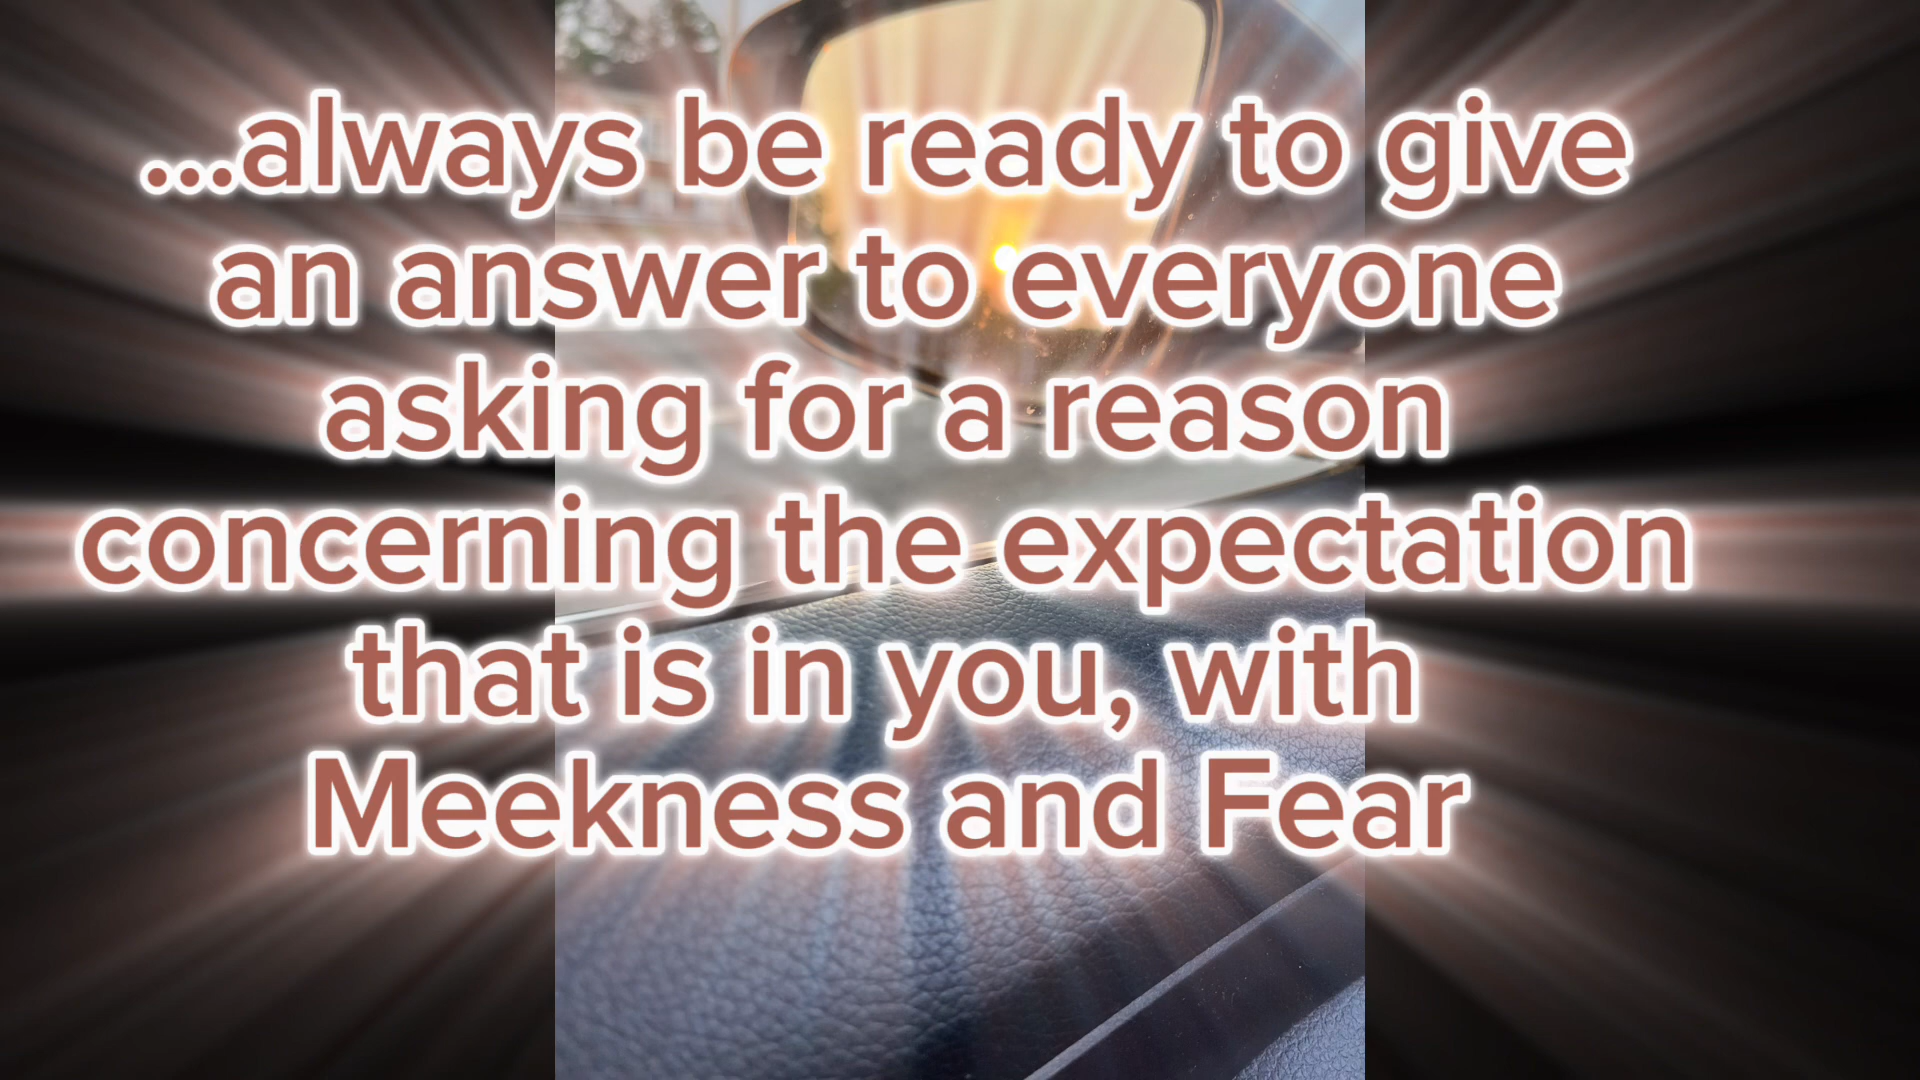 ...always be ready to give
an answer to everyone
asking for a reason
concerning the expectation
that is in you, with
Meekness and Fear